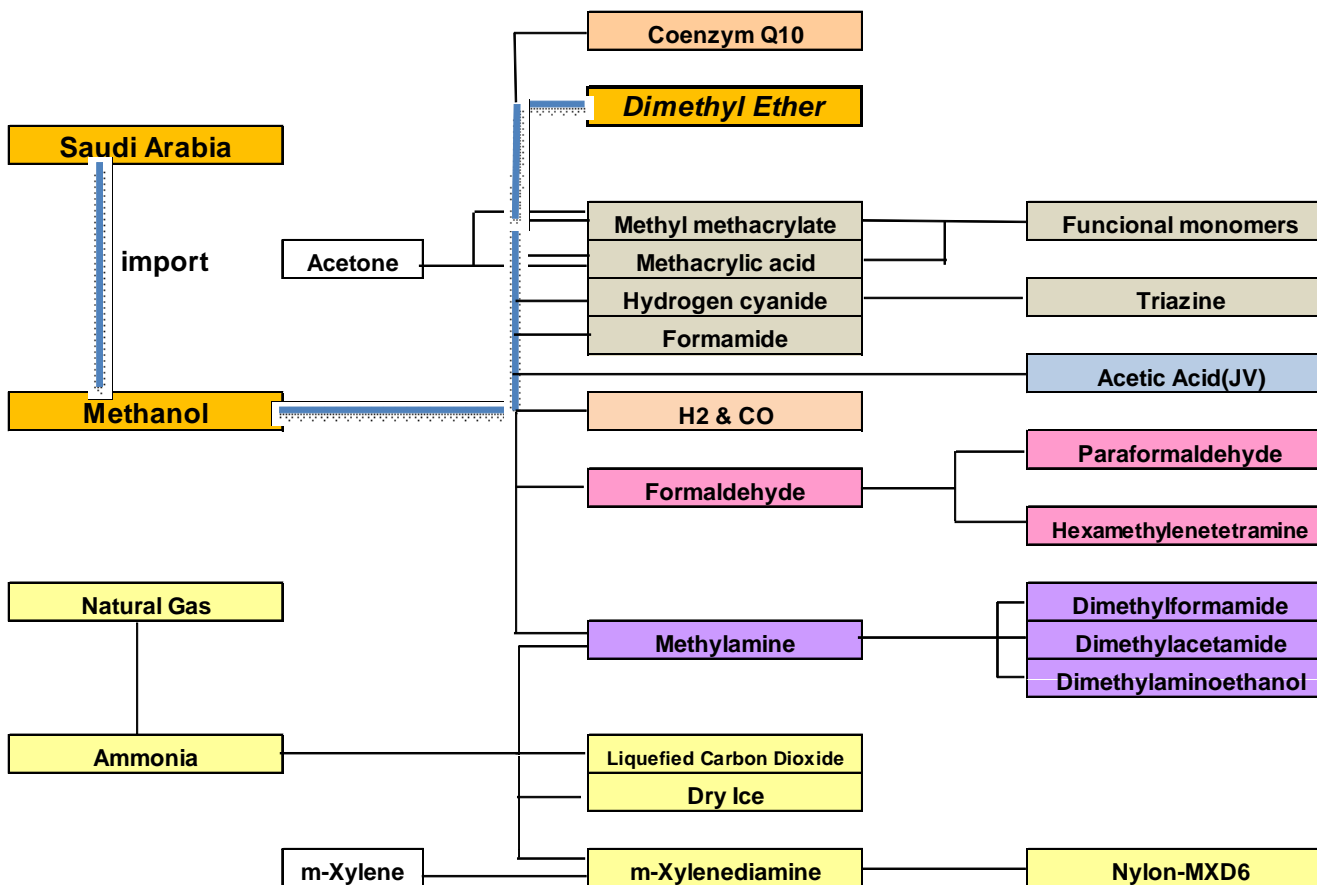 Coenzym Q10
Dimethyl Ether
Saudi Arabia
import
Acetone
Methyl methacrylate
Funcional monomers
Methacrylic acid
Hydrogen cyanide
Triazine
Formamide
Acetic Acid(JV)
Methanol
H2 & CO
Paraformaldehyde
Formaldehyde
Hexamethylenetetramine
Natural Gas
Dimethylformamide
Methylamine
Dimethylacetamide
Dimethylaminoethanol
Ammonia
Liquefied Carbon Dioxide
Dry Ice
m-Xylene
m-Xylenediamine
Nylon-MXD6